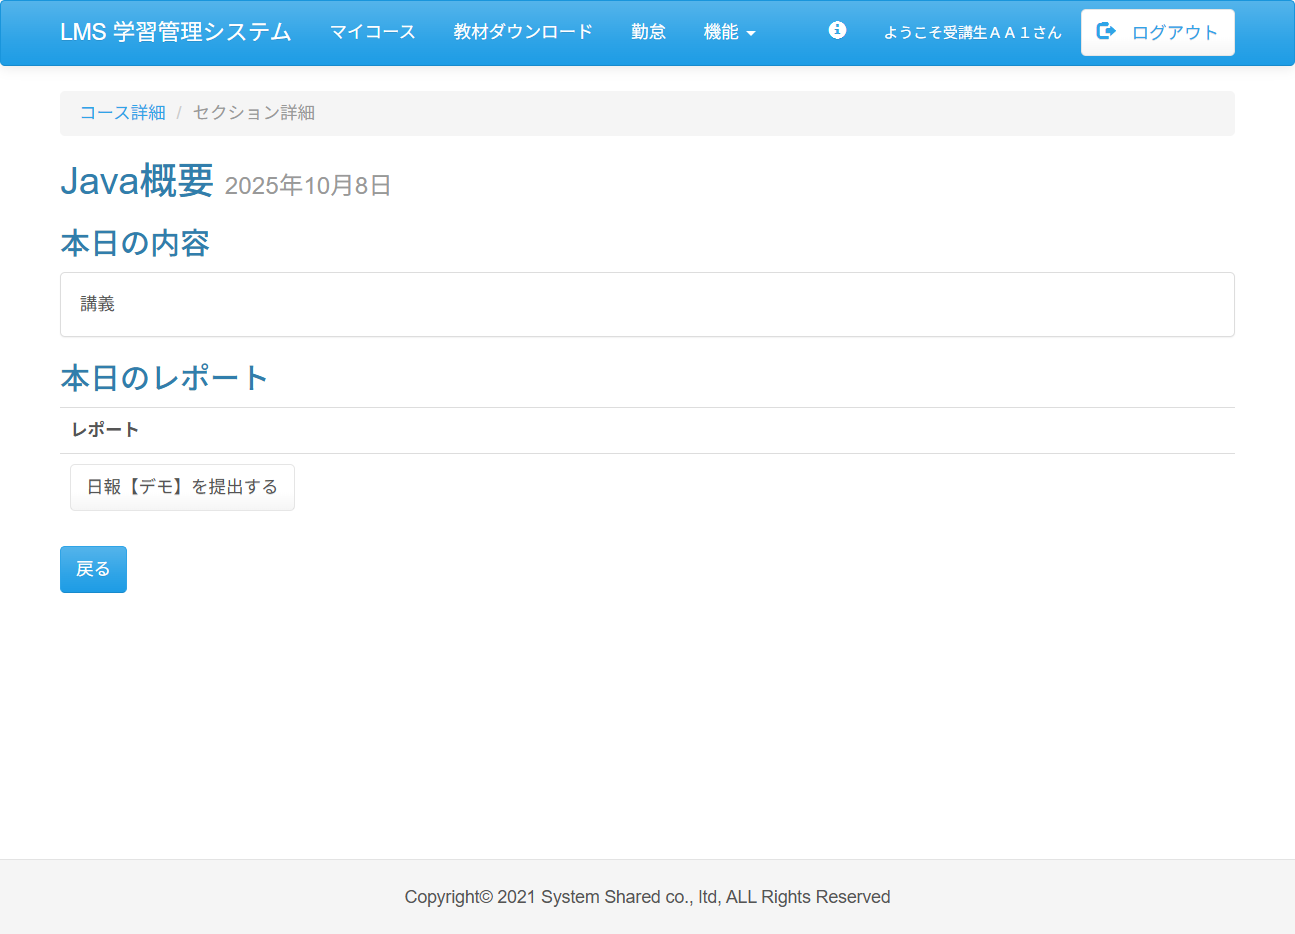 LMS 学習管理システム マイコース 教材ダウンロード 勤怠 機能 ようこそ受講生ＡＡ１さん ログアウト
コース詳細 / セクション詳細
Java概要 2025年10月8日
本日の内容
講義
本日のレポート
レポート
日報【デモ】を提出する
戻る
Copyright© 2021 System Shared co., ltd, ALL Rights Reserved